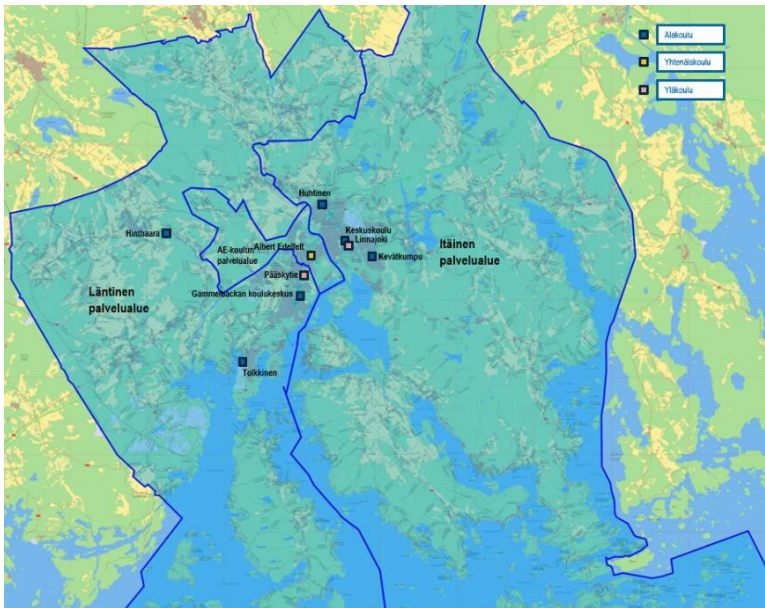 Alakoulu
Yhtenäiskoulu
Yläkoulu
Huhtinen
Hinthaara
Keskuskoulu
Linnajoki
Itäinen
palvelualue
AE-koulun
palvelualue
Albert Edelfelt
Kevätkumpu
Pääskytie
Läntinen
palvelualue
Gammelbackan koulukeskus
Tolkkinen